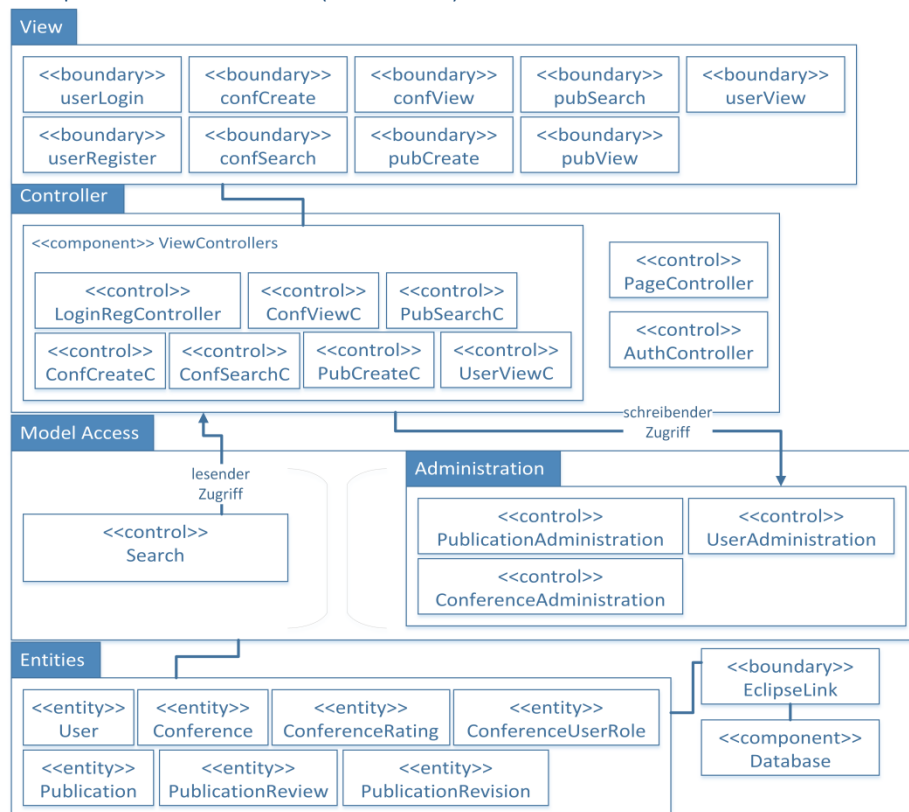 View
<<boundary>> <<boundary>> <<boundary>> <<boundary>> <<boundary>>
userLogin confCreate confView pubSearch userView
<<boundary>> <<boundary>> <<boundary>> <<boundary>>
userRegister confSearch pubCreate pubView
Controller
<<component>> ViewControllers
<<control>>
PageController
<<control>> <<control>> <<control>>
LoginRegController ConfViewC PubSearchC
<<control>>
AuthController
<<control>> <<control>> <<control>> <<control>>
ConfCreateC ConfSearchC PubCreateC UserViewC
schreibender
Zugriff
Model Access
lesender
Zugriff
<<control>>
Search
Administration
<<control>> <<control>>
PublicationAdministration UserAdministration
<<control>>
ConferenceAdministration
Entities
<<entity>> <<entity>> <<entity>> <<entity>>
User Conference ConferenceRating ConferenceUserRole
<<entity>> <<entity>> <<entity>>
Publication PublicationReview PublicationRevision
<<boundary>>
EclipseLink
<<component>>
Database